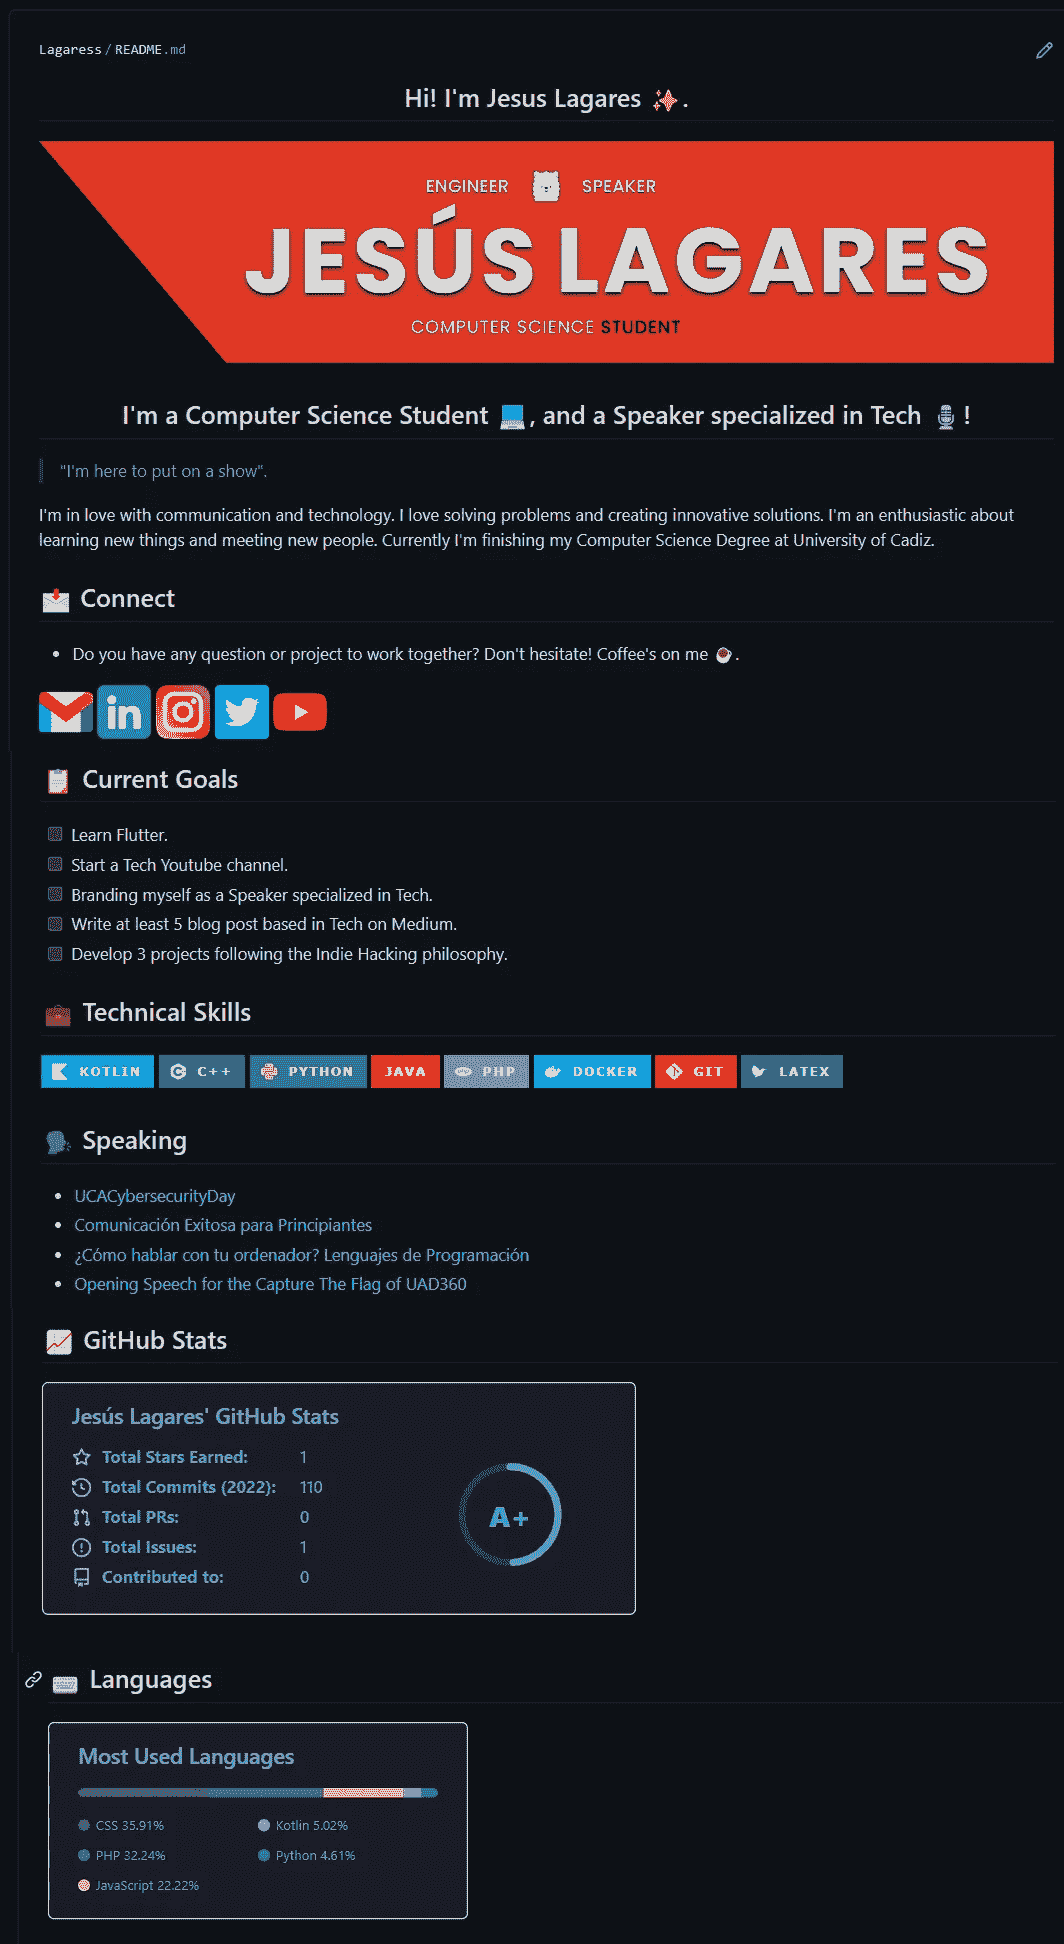 Lagaress / README.md
Hi! I'm Jesus Lagares ✨.
ENGINEER SPEAKER
JESÚS LAGARES
COMPUTER SCIENCE STUDENT
I'm a Computer Science Student 💻, and a Speaker specialized in Tech 🎙️!
"I'm here to put on a show".
I'm in love with communication and technology. I love solving problems and creating innovative solutions. I'm an enthusiastic about
learning new things and meeting new people. Currently I'm finishing my Computer Science Degree at University of Cadiz.
📩 Connect
• Do you have any question or project to work together? Don't hesitate! Coffee's on me ☕.
in
📋 Current Goals
Learn Flutter.
Start a Tech Youtube channel.
Branding myself as a Speaker specialized in Tech.
Write at least 5 blog post based in Tech on Medium.
Develop 3 projects following the Indie Hacking philosophy.
🧰 Technical Skills
KOTLIN C++ PYTHON JAVA PHP DOCKER GIT LATEX
🗣️ Speaking
• UCACybersecurityDay
• Comunicación Exitosa para Principiantes
• ¿Cómo hablar con tu ordenador? Lenguajes de Programación
• Opening Speech for the Capture The Flag of UAD360
📈 GitHub Stats
Jesús Lagares' GitHub Stats
Total Stars Earned: 1
Total Commits (2022): 110
Total PRs: 0
Total Issues: 1
Contributed to: 0
A+
⌨️ Languages
Most Used Languages
CSS 35.91% Kotlin 5.02%
PHP 32.24% Python 4.61%
JavaScript 22.22%